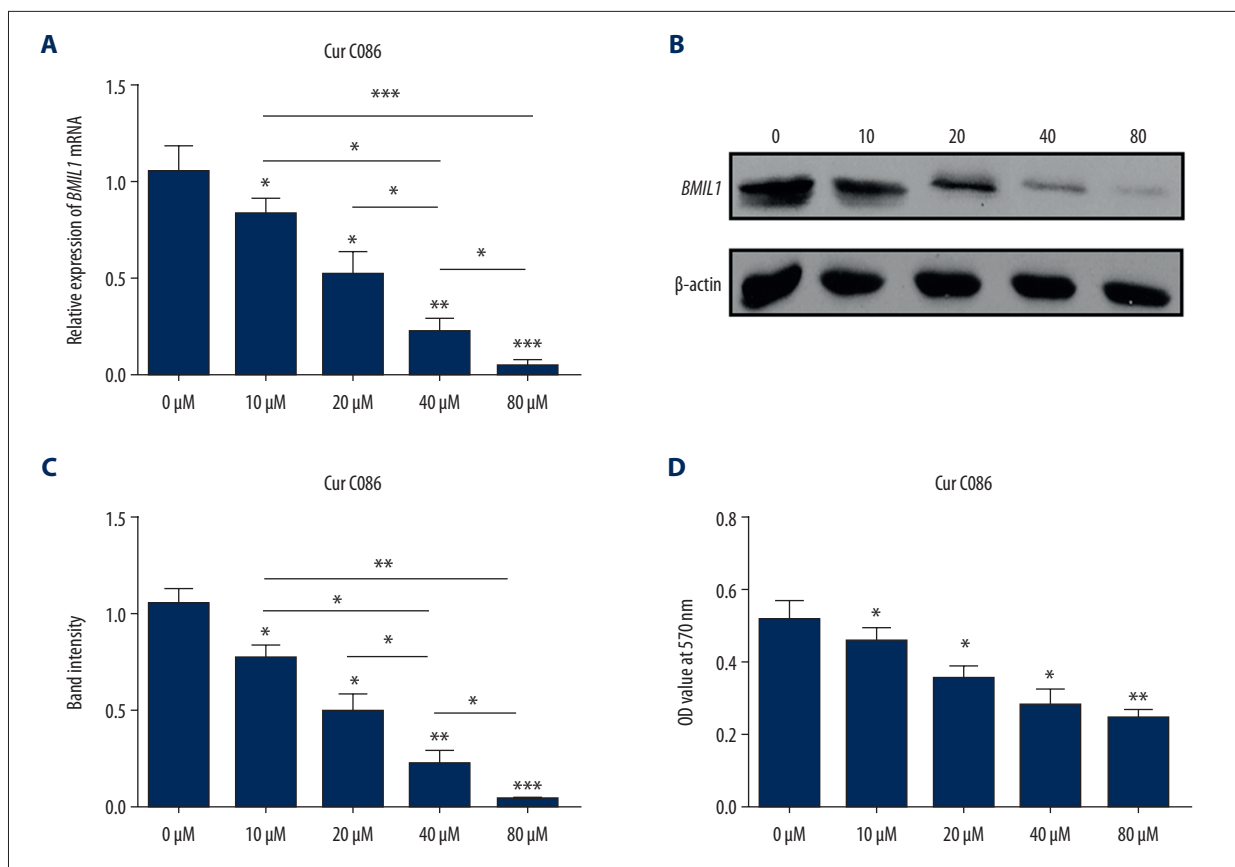 A
Cur C086
Relative expression of BMIL1 mRNA
1.5
1.0
0.5
0.0
***
*
*
*
*
*
**
***
0 µM 10 µM 20 µM 40 µM 80 µM
B
0 10 20 40 80
BMIL1
β-actin
C
Cur C086
Band intensity
1.5
1.0
0.5
0.0
**
*
*
*
*
*
**
***
0 µM 10 µM 20 µM 40 µM 80 µM
D
Cur C086
OD value at 570 nm
0.8
0.6
0.4
0.2
0.0
*
*
*
**
0 µM 10 µM 20 µM 40 µM 80 µM